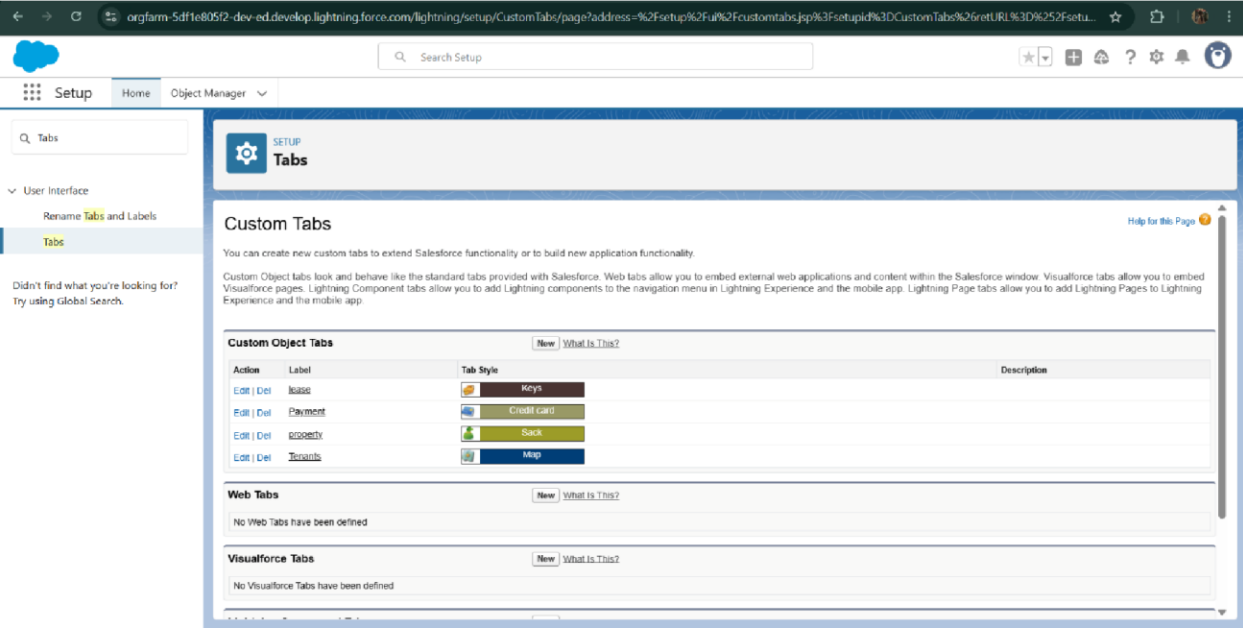 orgfarm-5df1e805f2-dev-ed.develop.lightning.force.com/lightning/setup/CustomTabs/page?address=%2Fsetup%2Fui%2Fcustomtabs.jsp%3Fsetupid%3DCustomTabs%26retURL%3D%252Fsetu...
Search Setup
Setup
Home
Object Manager
Tabs
User Interface
Rename Tabs and Labels
Tabs
Didn't find what you're looking for?
Try using Global Search.
SETUP
Tabs
Custom Tabs
Help for this Page
You can create new custom tabs to extend Salesforce functionality or to build new application functionality.
Custom Object tabs look and behave like the standard tabs provided with Salesforce. Web tabs allow you to embed external web applications and content within the Salesforce window. Visualforce tabs allow you to embed
Visualforce pages. Lightning Component tabs allow you to add Lightning components to the navigation menu in Lightning Experience and the mobile app. Lightning Page tabs allow you to add Lightning Pages to Lightning
Experience and the mobile app.
Custom Object Tabs New What Is This?
Action Label Tab Style Description
Edit | Del lease Keys
Edit | Del Payment Credit card
Edit | Del property Sack
Edit | Del Tenants Map
Web Tabs New What Is This?
No Web Tabs have been defined
Visualforce Tabs New What Is This?
No Visualforce Tabs have been defined